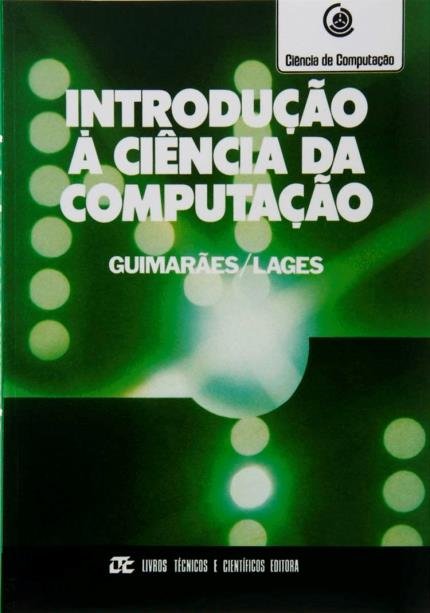 Ciência de Computação
INTRODUÇÃO
À CIÊNCIA DA
COMPUTAÇÃO
GUIMARÃES/LAGES
LTC LIVROS TÉCNICOS E CIENTÍFICOS EDITORA